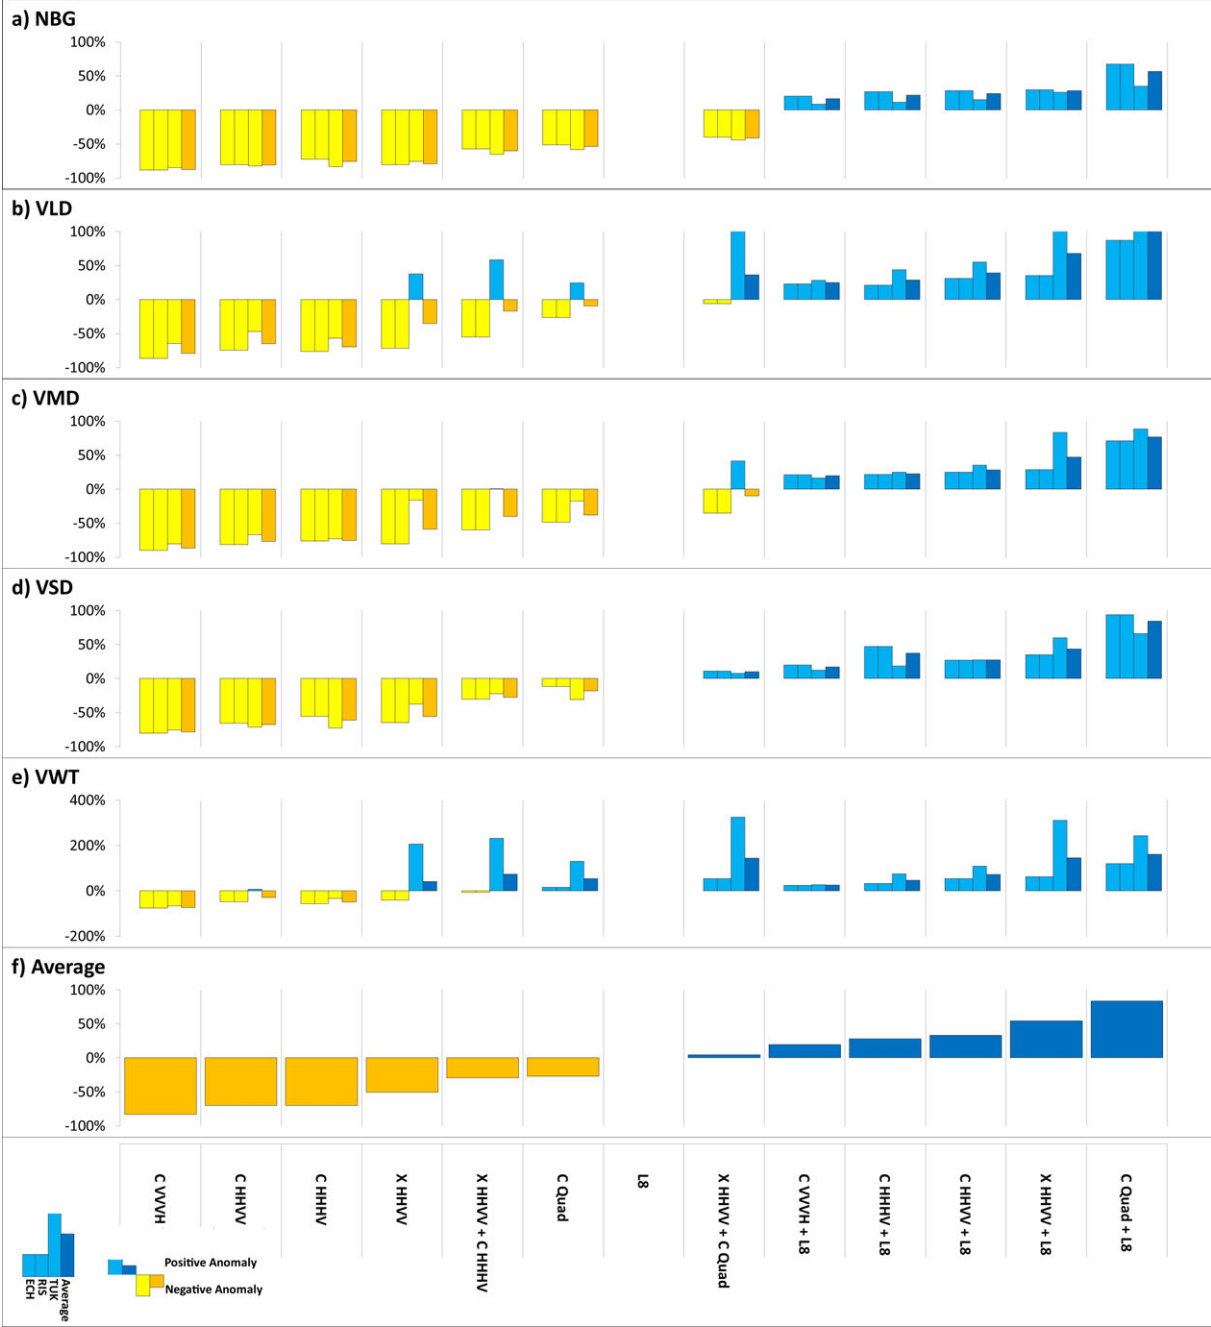 a) NBG
100%
50%
0%
-50%
-100%
b) VLD
100%
50%
0%
-50%
-100%
c) VMD
100%
50%
0%
-50%
-100%
d) VSD
100%
50%
0%
-50%
-100%
e) VWT
400%
200%
0%
-200%
f) Average
100%
50%
0%
-50%
-100%
C VVVH
C HHVV
C HHHV
X HHVV
X HHVV + C HHHV
C Quad
L8
X HHVV + C Quad
C VVVH + L8
C HHHV + L8
C HHVV + L8
X HHVV + L8
C Quad + L8
ECH
RIS
TUK
Average
Positive Anomaly
Negative Anomaly